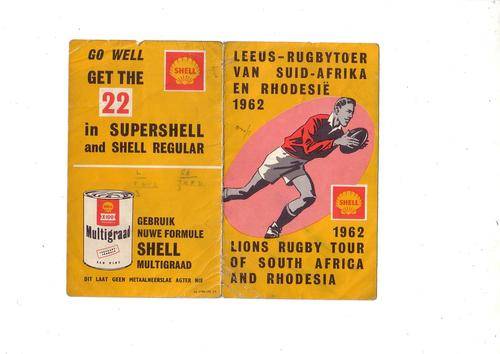 GO WELL
SHELL
GET THE
22
in SUPERSHELL
and SHELL REGULAR
SHELL
X-100
Multigraad
GEBRUIK
NUWE FORMULE
SHELL
MULTIGRAAD
DIT LAAT GEEN METAALNEERSLAE AGTER NIE
LEEUS-RUGBYTOER
VAN SUID-AFRIKA
EN RHODESIË
1962
SHELL
1962
LIONS RUGBY TOUR
OF SOUTH AFRICA
AND RHODESIA